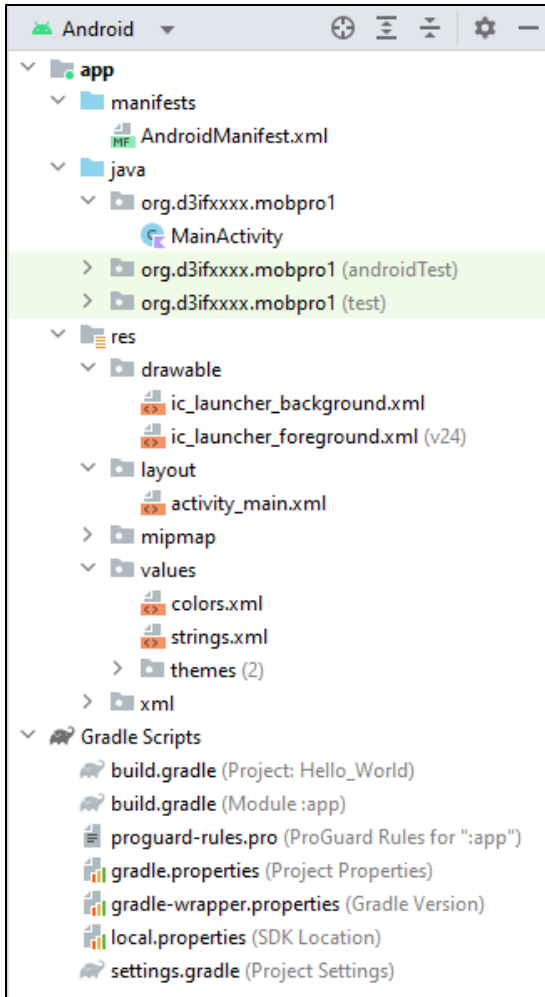 Android
app
manifests
MF AndroidManifest.xml
java
org.d3ifxxxx.mobpro1
MainActivity
org.d3ifxxxx.mobpro1 (androidTest)
org.d3ifxxxx.mobpro1 (test)
res
drawable
ic_launcher_background.xml
ic_launcher_foreground.xml (v24)
layout
activity_main.xml
mipmap
values
colors.xml
strings.xml
themes (2)
xml
Gradle Scripts
build.gradle (Project: Hello_World)
build.gradle (Module :app)
proguard-rules.pro (ProGuard Rules for ":app")
gradle.properties (Project Properties)
gradle-wrapper.properties (Gradle Version)
local.properties (SDK Location)
settings.gradle (Project Settings)